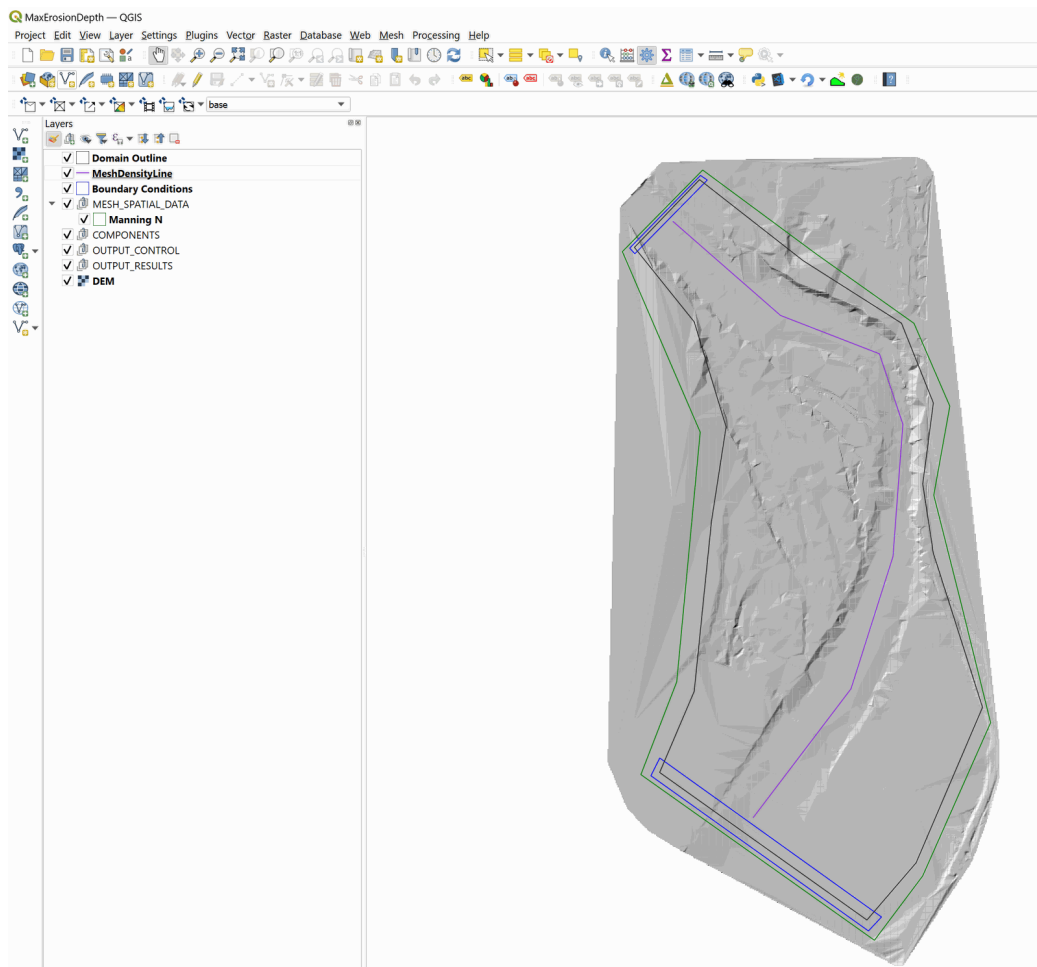 MaxErosionDepth — QGIS
Project Edit View Layer Settings Plugins Vector Raster Database Web Mesh Processing Help
base
Layers
Domain Outline
MeshDensityLine
Boundary Conditions
MESH_SPATIAL_DATA
Manning N
COMPONENTS
OUTPUT_CONTROL
OUTPUT_RESULTS
DEM